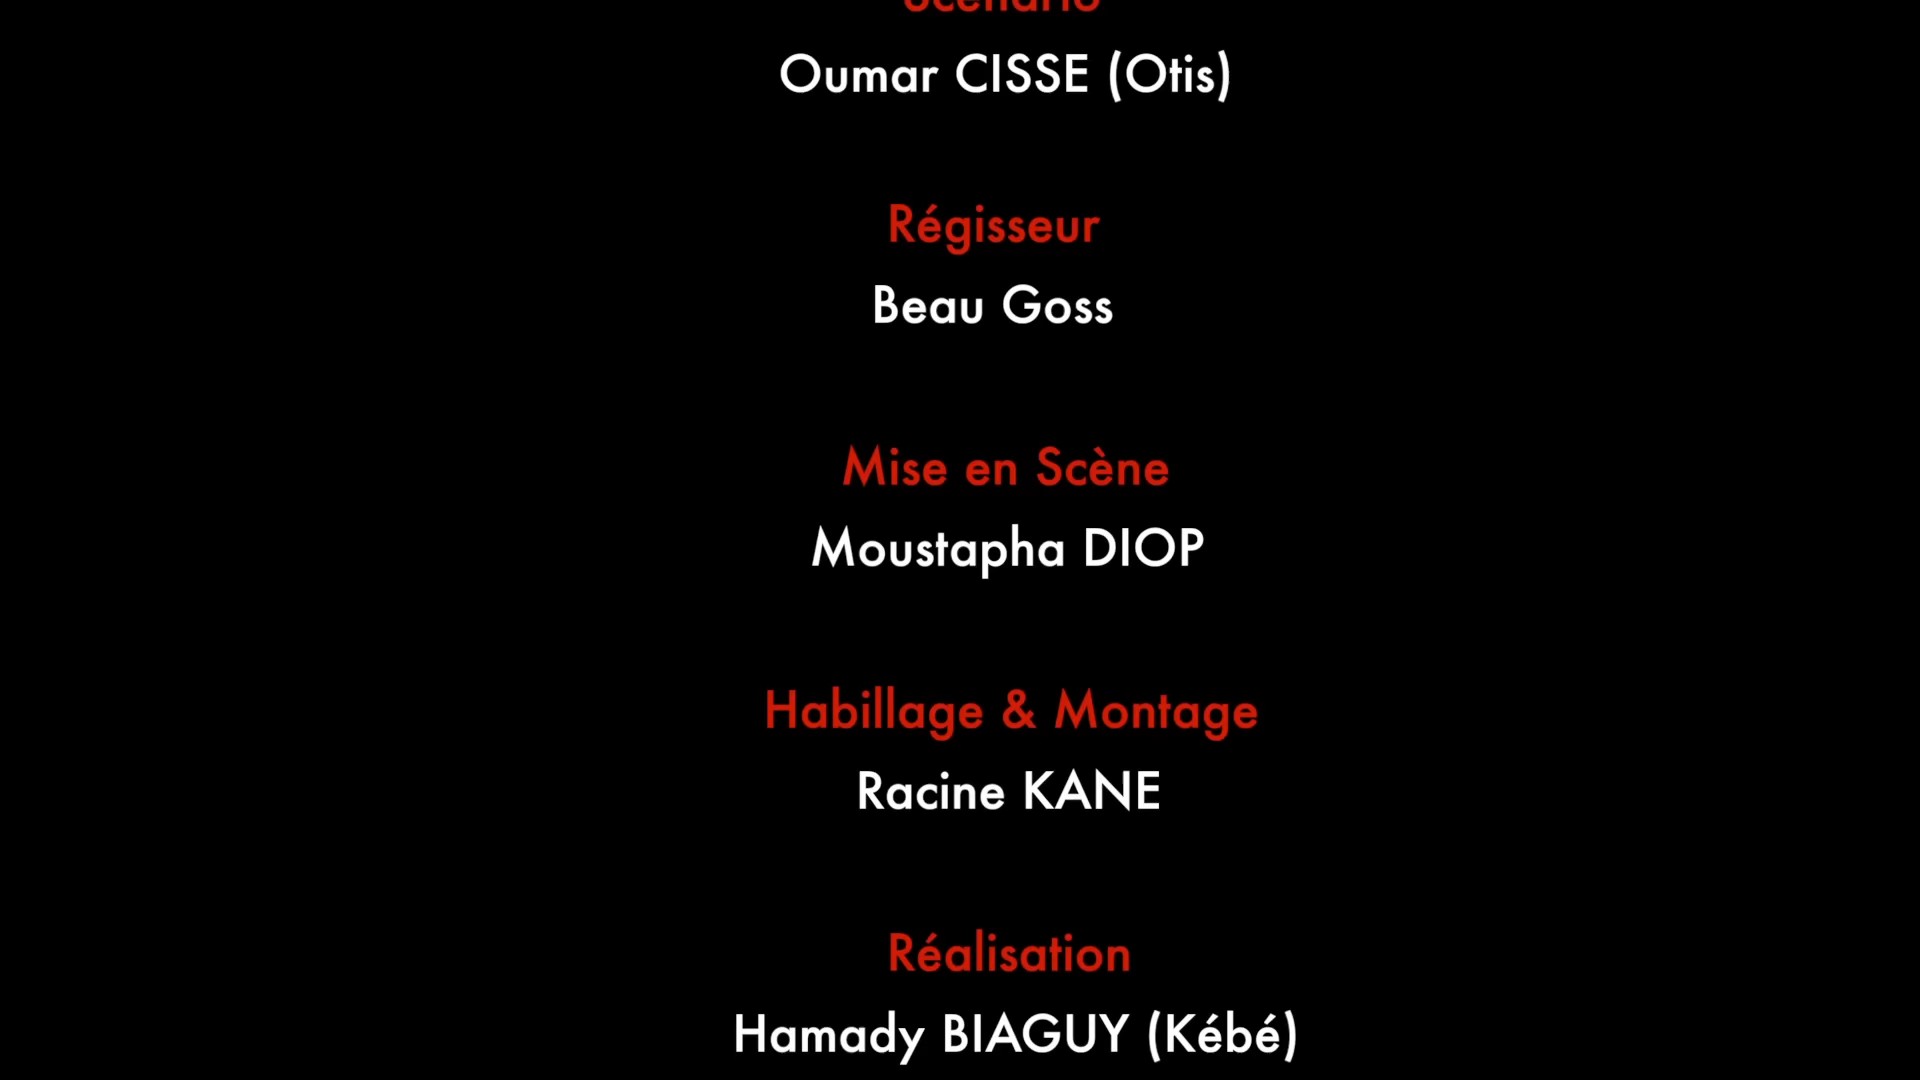 Scénario
Oumar CISSE (Otis)
Régisseur
Beau Goss
Mise en Scène
Moustapha DIOP
Habillage & Montage
Racine KANE
Réalisation
Hamady BIAGUY (Kébé)